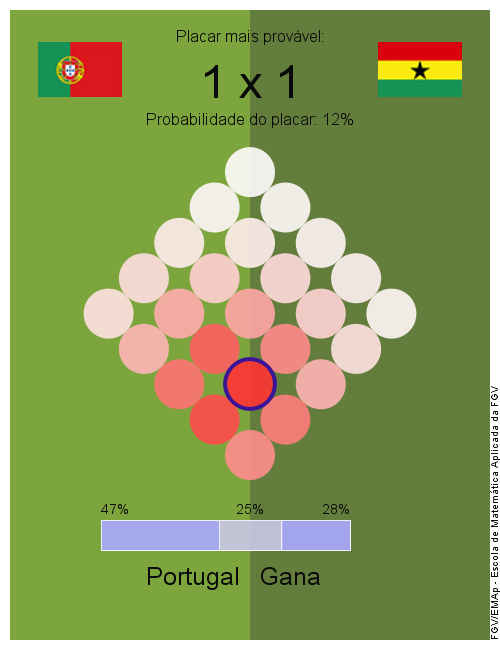 Placar mais provável:
1 x 1
Probabilidade do placar: 12%
47% 25% 28%
Portugal Gana
FGV/EMAp - Escola de Matemática Aplicada da FGV